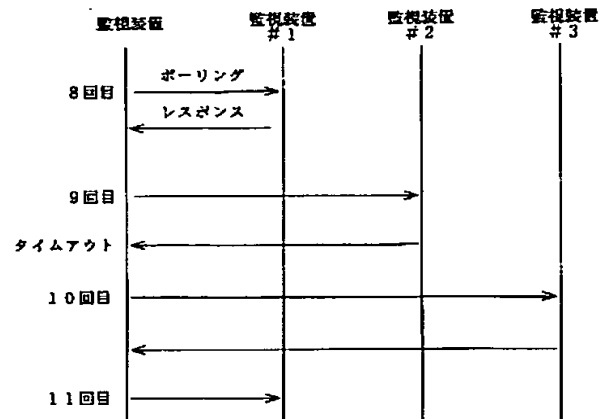 監視装置
監視装置
#1
監視装置
#2
監視装置
#3
ポーリング
8回目
レスポンス
9回目
タイムアウト
10回目
11回目